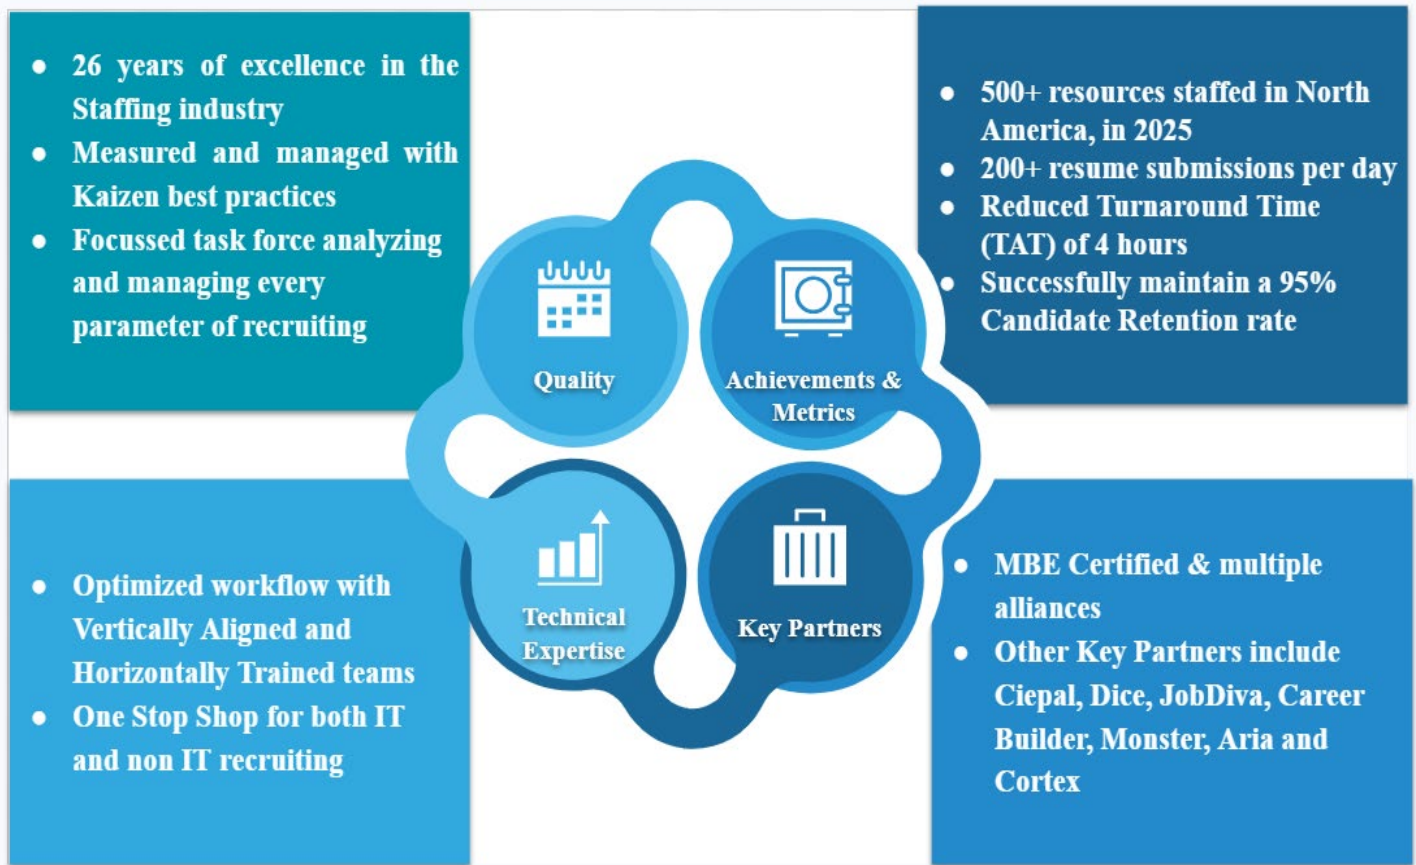 ● 26 years of excellence in the
Staffing industry
● Measured and managed with
Kaizen best practices
● Focussed task force analyzing
and managing every
parameter of recruiting
● 500+ resources staffed in North
America, in 2025
● 200+ resume submissions per day
● Reduced Turnaround Time
(TAT) of 4 hours
● Successfully maintain a 95%
Candidate Retention rate
Quality
Achievements &
Metrics
Technical
Expertise
Key Partners
● Optimized workflow with
Vertically Aligned and
Horizontally Trained teams
● One Stop Shop for both IT
and non IT recruiting
● MBE Certified & multiple
alliances
● Other Key Partners include
Ciepal, Dice, JobDiva, Career
Builder, Monster, Aria and
Cortex